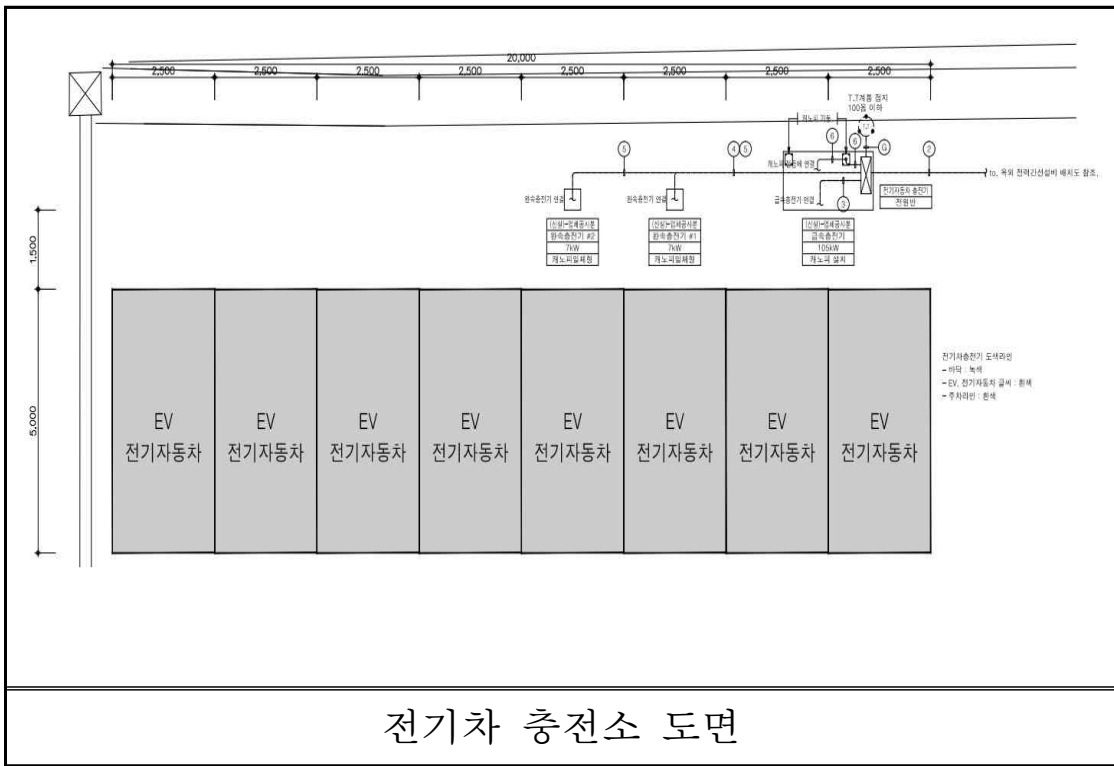 20,000
2,500 2,500 2,500 2,500 2,500 2,500 2,500 2,500
T.T계통 접지
100옴 이하
캐노피 기둥
⑤ ④ ⑤ ⑥ ⑥ G ②
to. 옥외 전력간선설비 배치도 참조.
완속충전기 연결
완속충전기 연결
급속충전기 연결
③
전기자동차 충전기
전원반
(신설)-업체공사분
완속충전기 #2
7kW
캐노피일체형
(신설)-업체공사분
완속충전기 #1
7kW
캐노피일체형
(신설)-업체공사분
급속충전기
105kW
캐노피 설치
1,500
5,000
EV
전기자동차
EV
전기자동차
EV
전기자동차
EV
전기자동차
EV
전기자동차
EV
전기자동차
EV
전기자동차
EV
전기자동차
전기차충전기 도색라인
- 바닥 : 녹색
- EV, 전기자동차 글씨 : 흰색
- 주차라인 : 흰색
전기차 충전소 도면